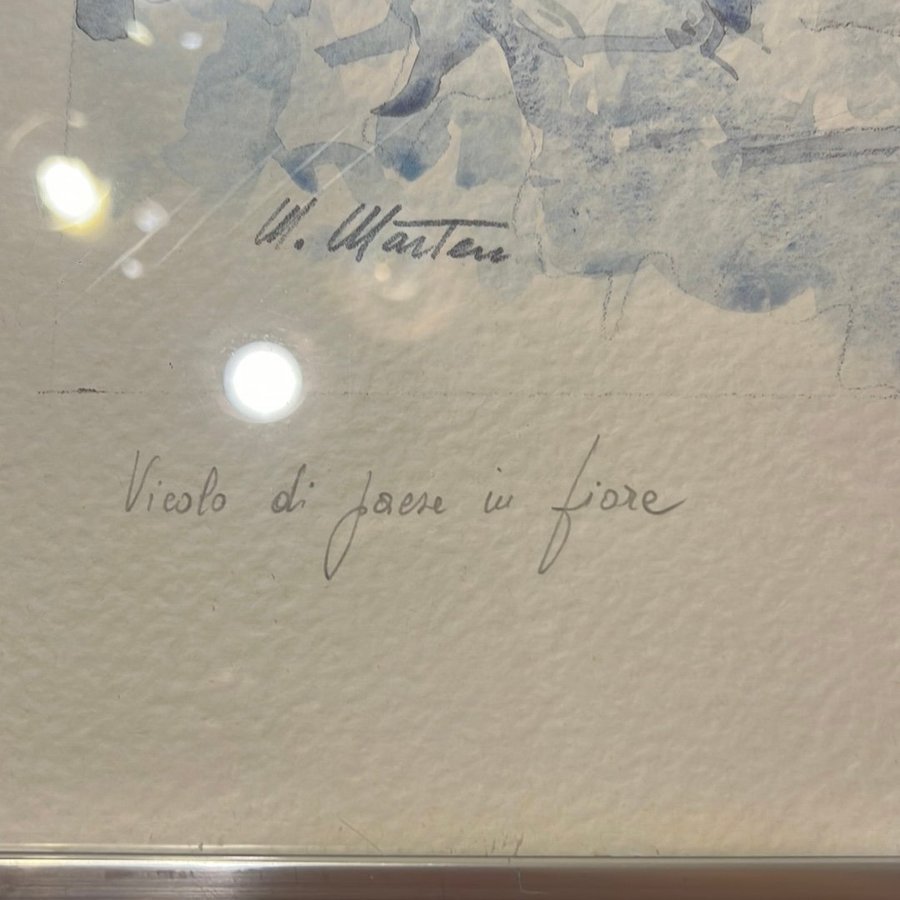 M. Marten
Vicolo di paese in fiore